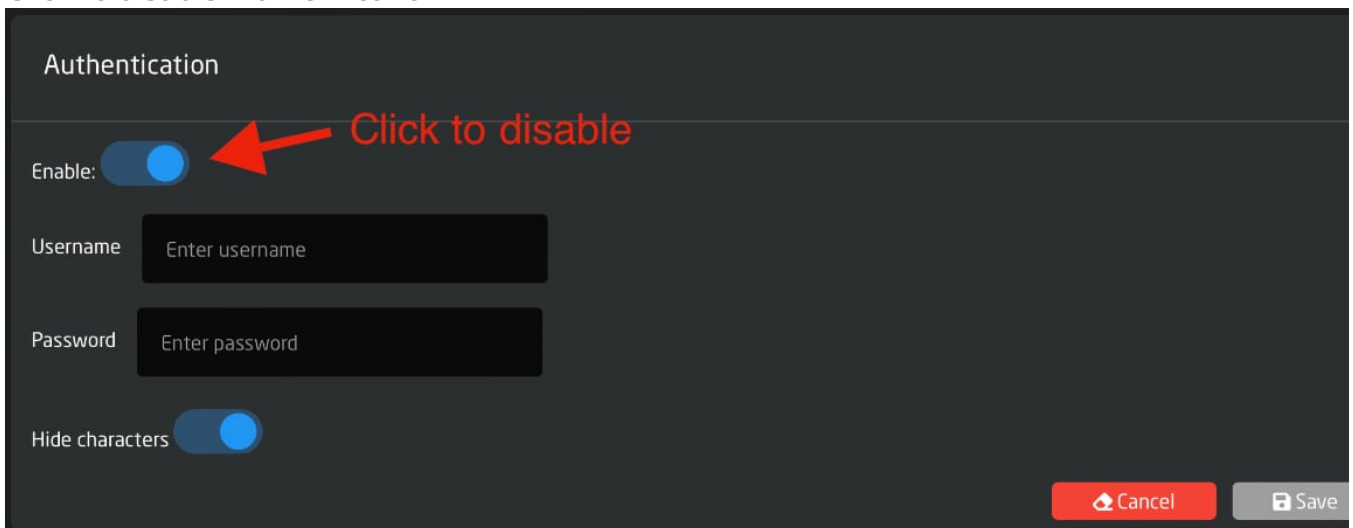 Authentication
Click to disable
Enable:
Username Enter username
Password Enter password
Hide characters
Cancel Save